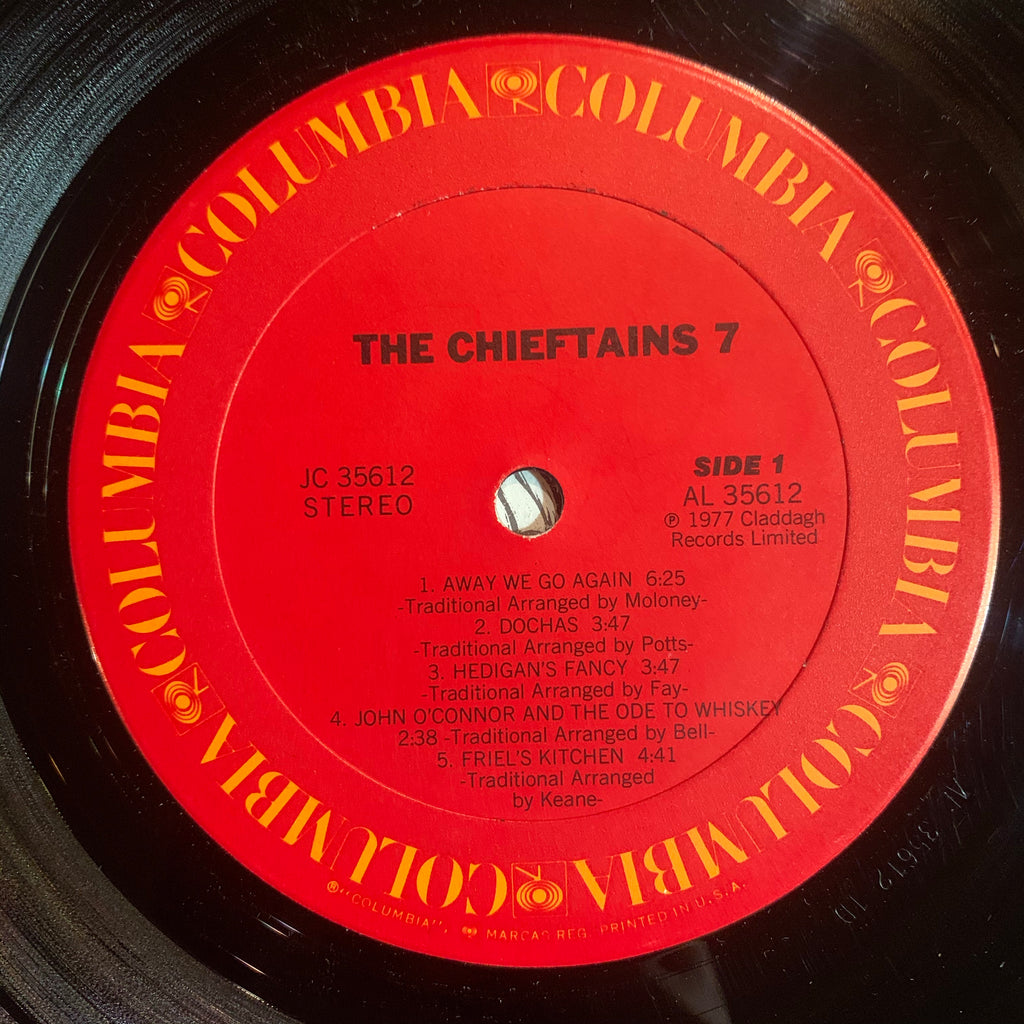 COLUMBIA COLUMBIA COLUMBIA COLUMBIA COLUMBIA COLUMBIA COLUMBIA COLUMBIA
THE CHIEFTAINS 7
JC 35612
STEREO
SIDE 1
AL 35612
℗ 1977 Claddagh
Records Limited
1. AWAY WE GO AGAIN 6:25
-Traditional Arranged by Moloney-
2. DOCHAS 3:47
-Traditional Arranged by Potts-
3. HEDIGAN'S FANCY 3:47
-Traditional Arranged by Fay-
4. JOHN O'CONNOR AND THE ODE TO WHISKEY
2:38 -Traditional Arranged by Bell-
5. FRIEL'S KITCHEN 4:41
-Traditional Arranged
by Keane-
® "COLUMBIA", MARCAS REG. PRINTED IN U.S.A.